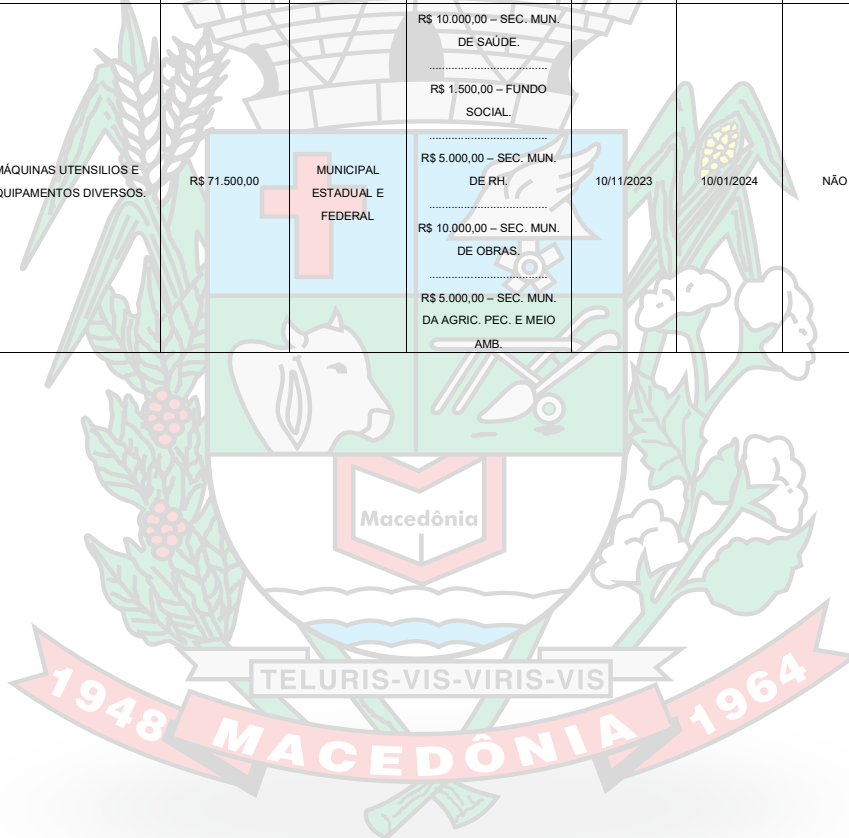 R$ 10.000,00 – SEC. MUN.
DE SAÚDE.
....................................
R$ 1.500,00 – FUNDO
SOCIAL.
....................................
R$ 5.000,00 – SEC. MUN.
DE RH.
....................................
R$ 10.000,00 – SEC. MUN.
DE OBRAS.
....................................
R$ 5.000,00 – SEC. MUN.
DA AGRIC. PEC. E MEIO
AMB.
MÁQUINAS UTENSILIOS E
QUIPAMENTOS DIVERSOS.
R$ 71.500,00
MUNICIPAL
ESTADUAL E
FEDERAL
10/11/2023
10/01/2024
NÃO
Macedônia
TELURIS-VIS-VIRIS-VIS
1948 MACEDÔNIA 1964